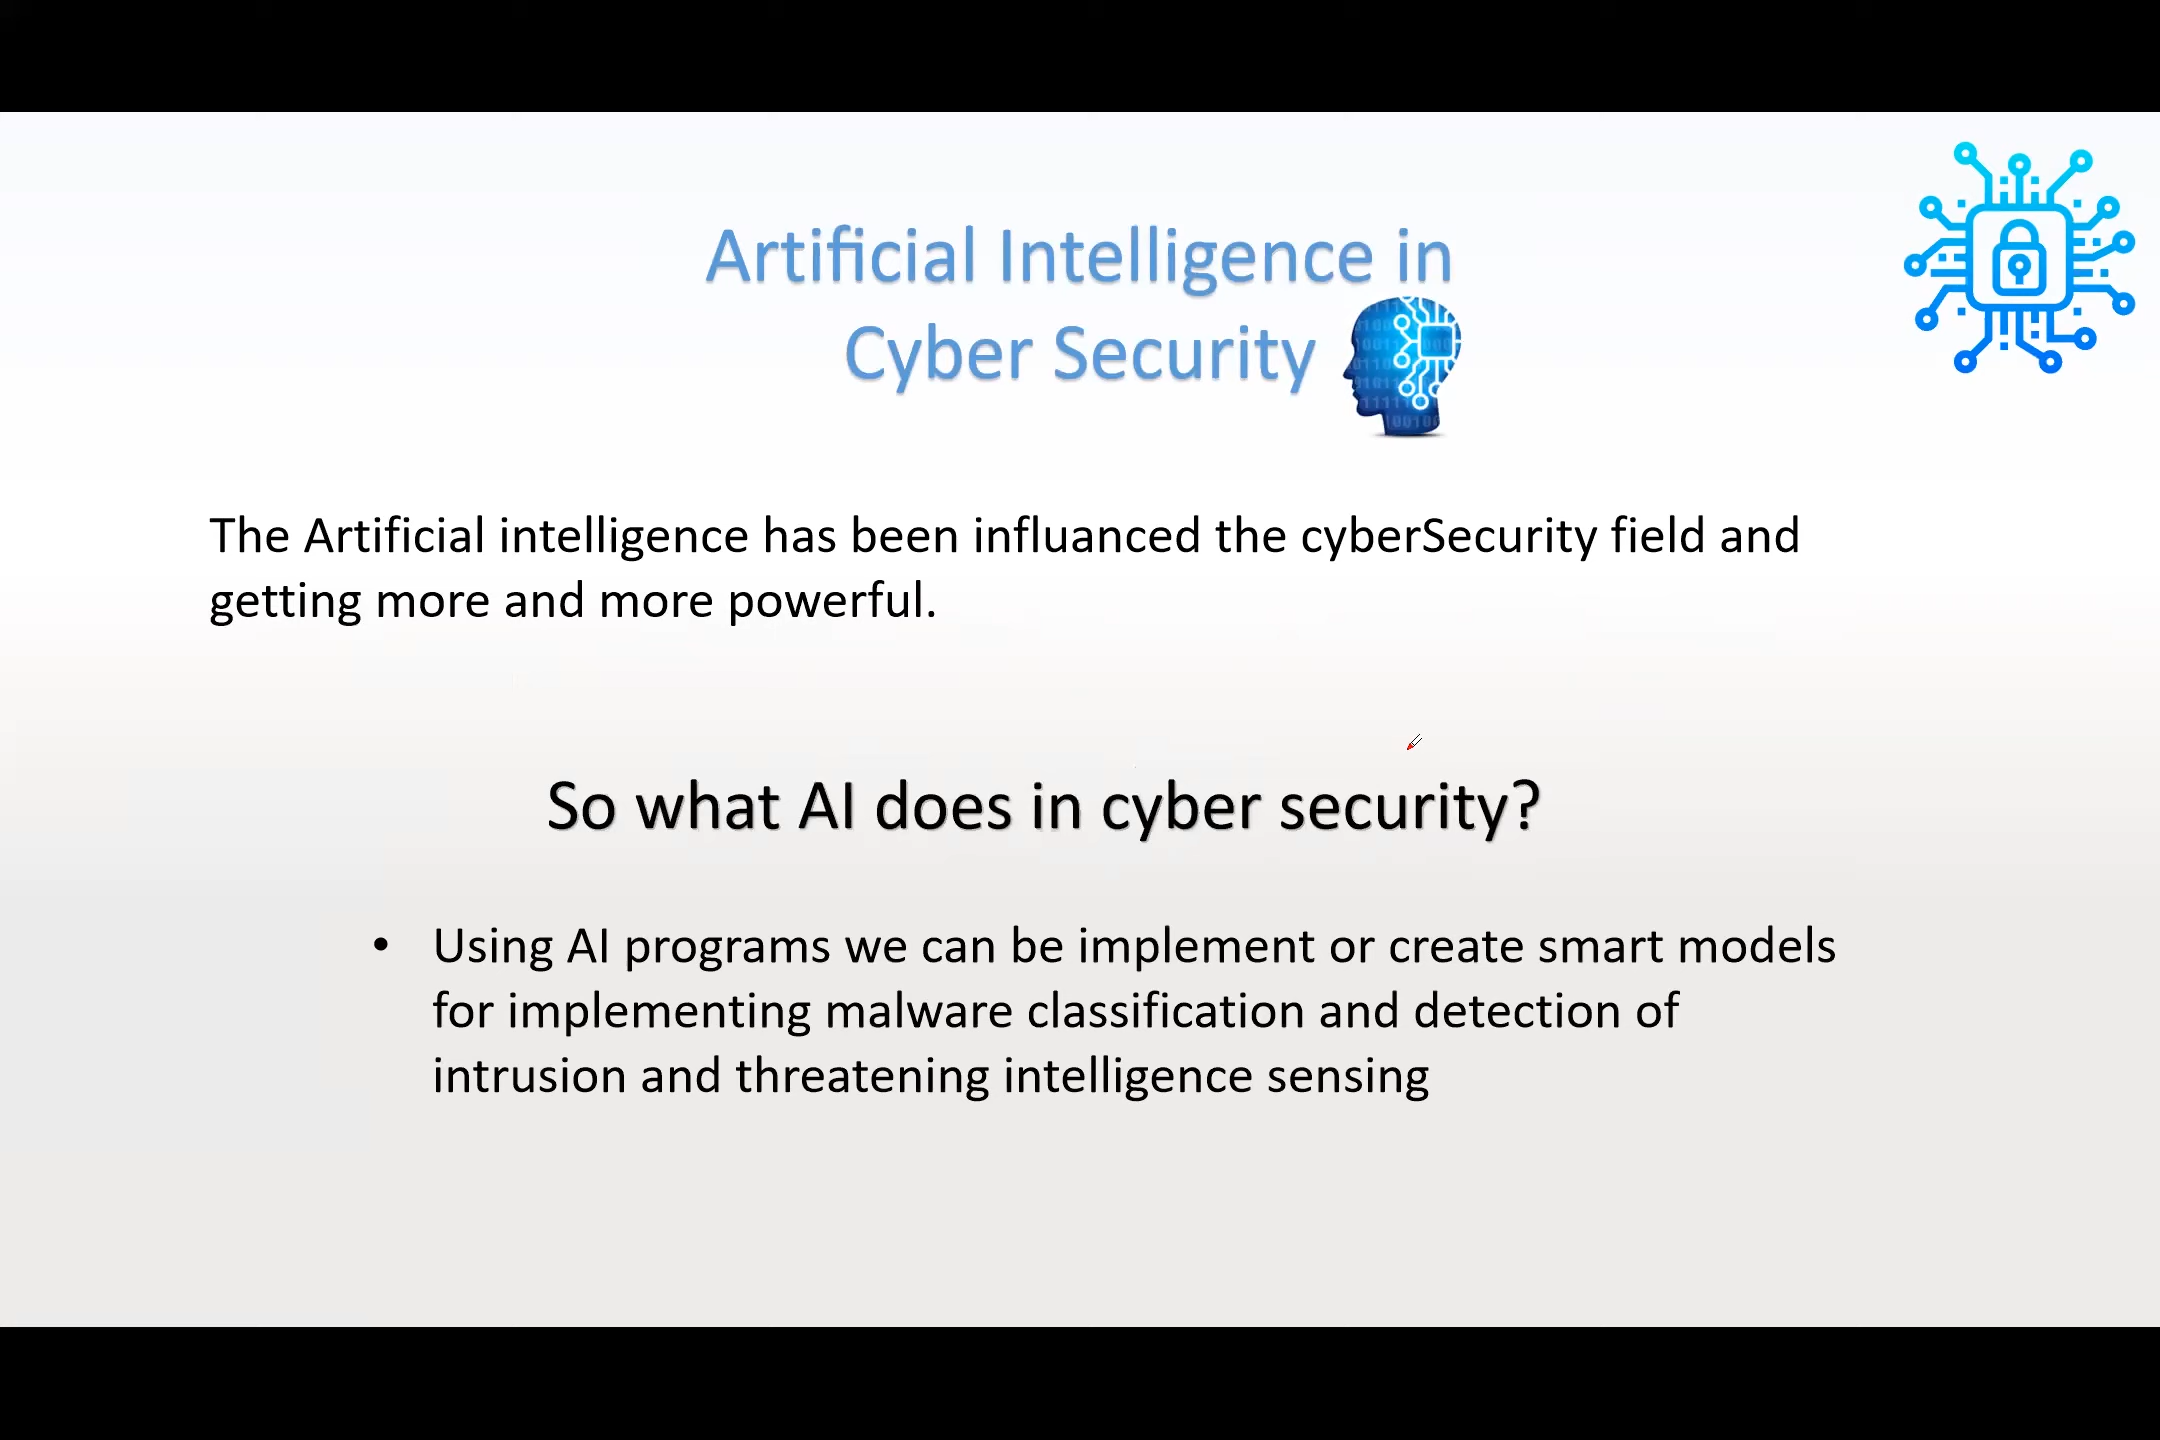 Artificial Intelligence in
Cyber Security
The Artificial intelligence has been influanced the cyberSecurity field and
getting more and more powerful.
So what AI does in cyber security?
• Using AI programs we can be implement or create smart models
for implementing malware classification and detection of
intrusion and threatening intelligence sensing